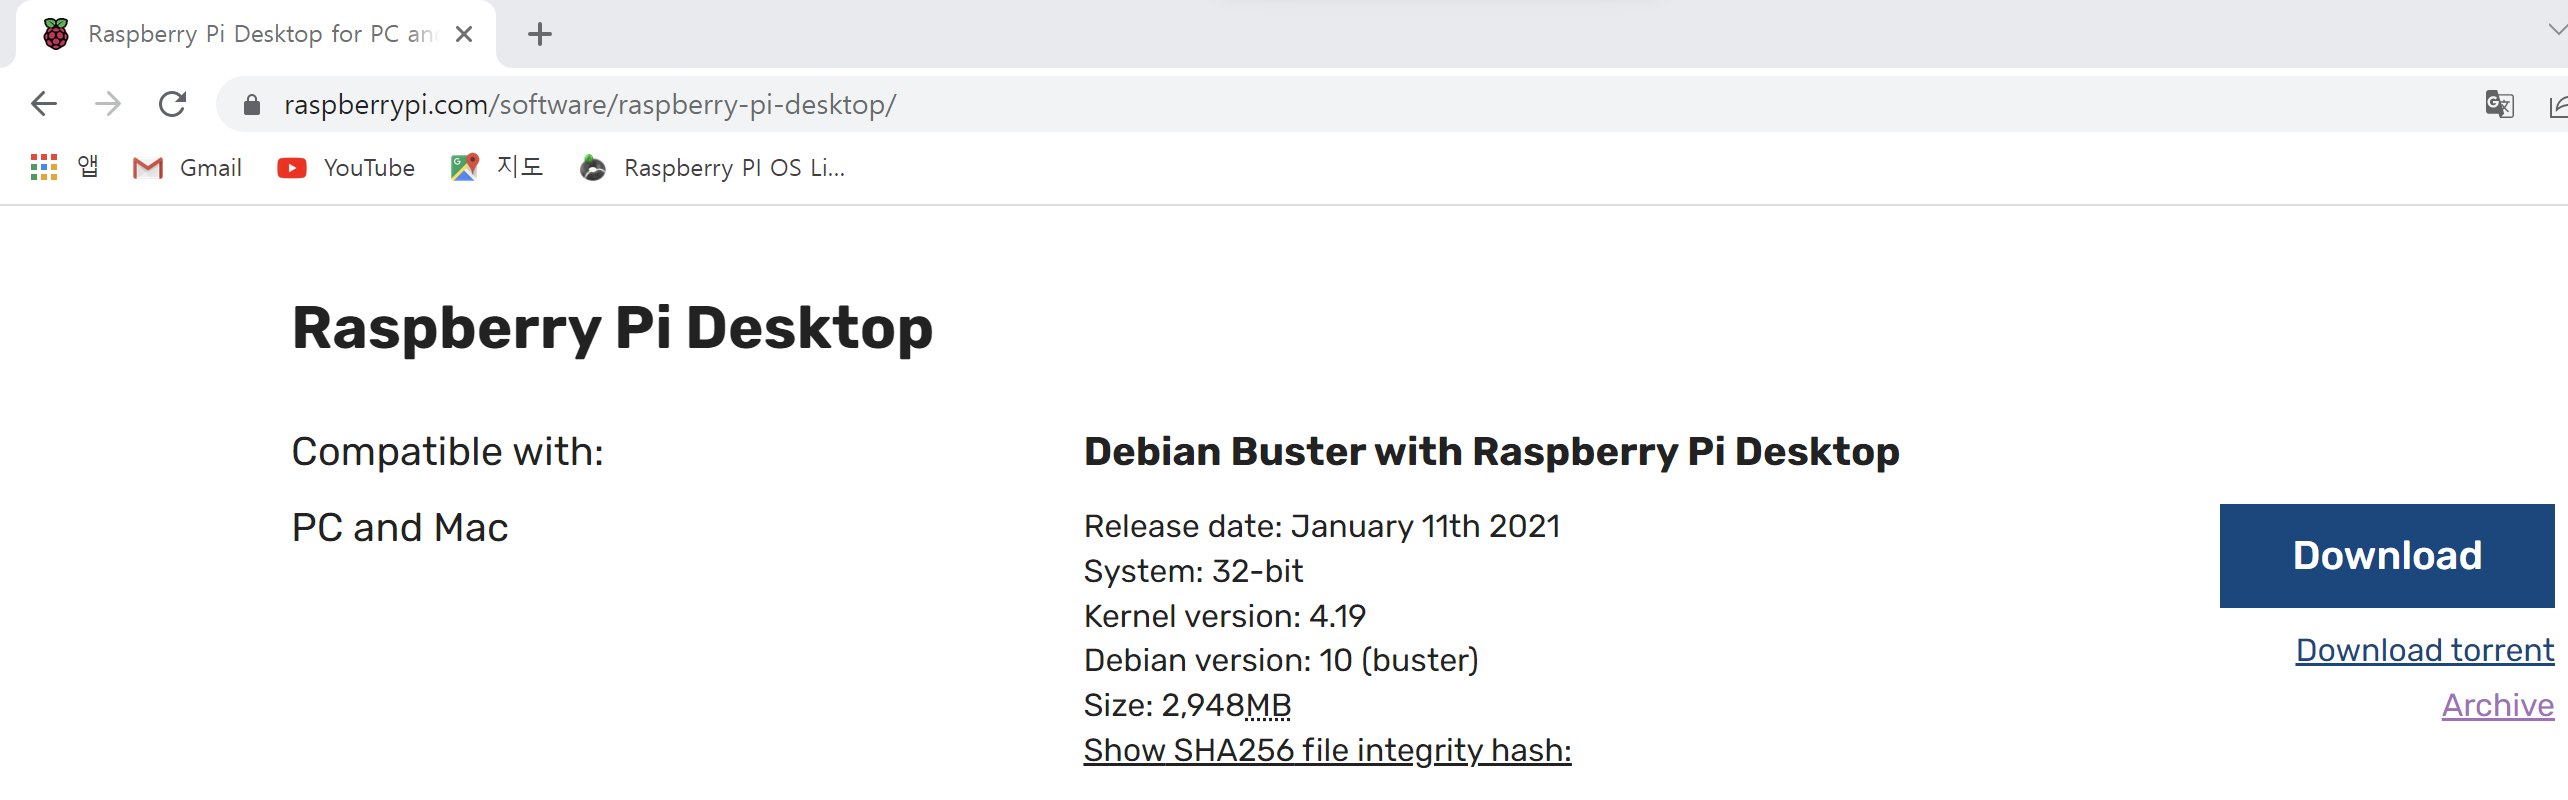 Raspberry Pi Desktop for PC an
raspberrypi.com/software/raspberry-pi-desktop/
앱 Gmail YouTube 지도 Raspberry PI OS Li...
Raspberry Pi Desktop
Compatible with:
PC and Mac
Debian Buster with Raspberry Pi Desktop
Release date: January 11th 2021
System: 32-bit
Kernel version: 4.19
Debian version: 10 (buster)
Size: 2,948MB
Show SHA256 file integrity hash:
Download
Download torrent
Archive